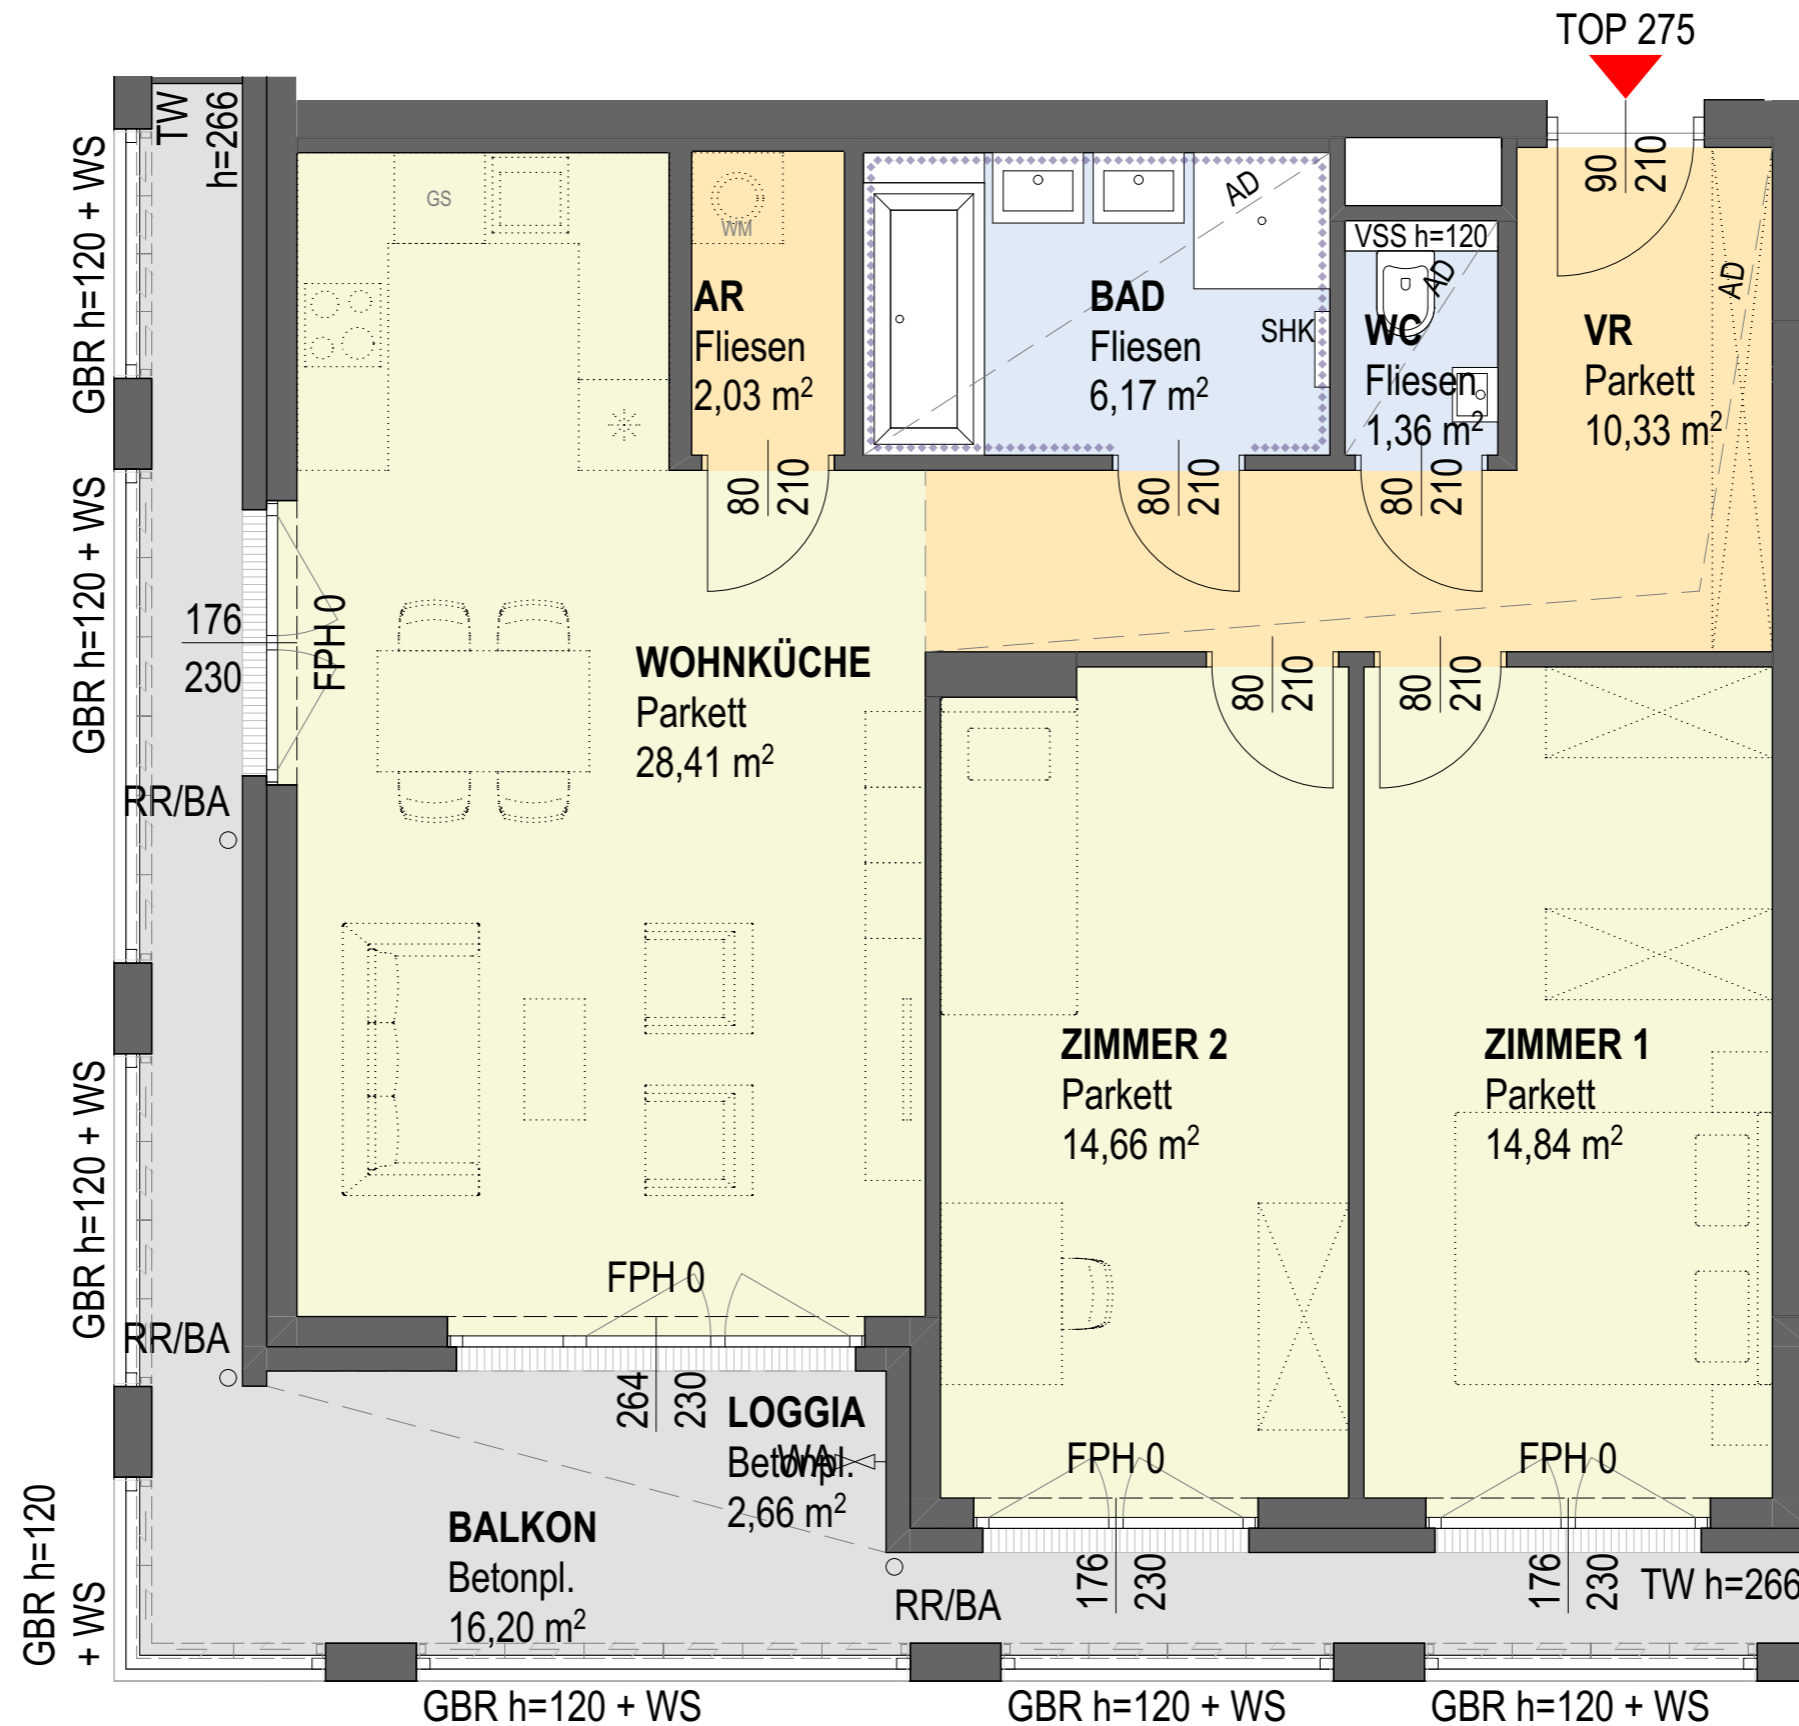 TOP 275
90
210
TW
h=266
GBR h=120 + WS
GS
WM
AD
VSS h=120
AD
AD
AR
Fliesen
2,03 m²
BAD
Fliesen
6,17 m²
SHK
WC
Fliesen
1,36 m²
VR
Parkett
10,33 m²
80
210
80
210
80
210
GBR h=120 + WS
176
230
FPH 0
WOHNKÜCHE
Parkett
28,41 m²
80
210
80
210
RR/BA
ZIMMER 2
Parkett
14,66 m²
ZIMMER 1
Parkett
14,84 m²
GBR h=120 + WS
FPH 0
RR/BA
264
230
LOGGIA
Betonpl.
WA
2,66 m²
FPH 0
FPH 0
BALKON
Betonpl.
16,20 m²
GBR h=120
+ WS
RR/BA
176
230
176
230
TW h=266
GBR h=120 + WS
GBR h=120 + WS
GBR h=120 + WS